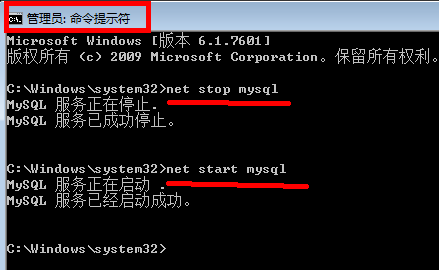 管理员: 命令提示符
Microsoft Windows [版本 6.1.7601]
版权所有 (c) 2009 Microsoft Corporation。保留所有权利。
C:\Windows\system32>net stop mysql
MySQL 服务正在停止.
MySQL 服务已成功停止。
C:\Windows\system32>net start mysql
MySQL 服务正在启动 .
MySQL 服务已经启动成功。
C:\Windows\system32>